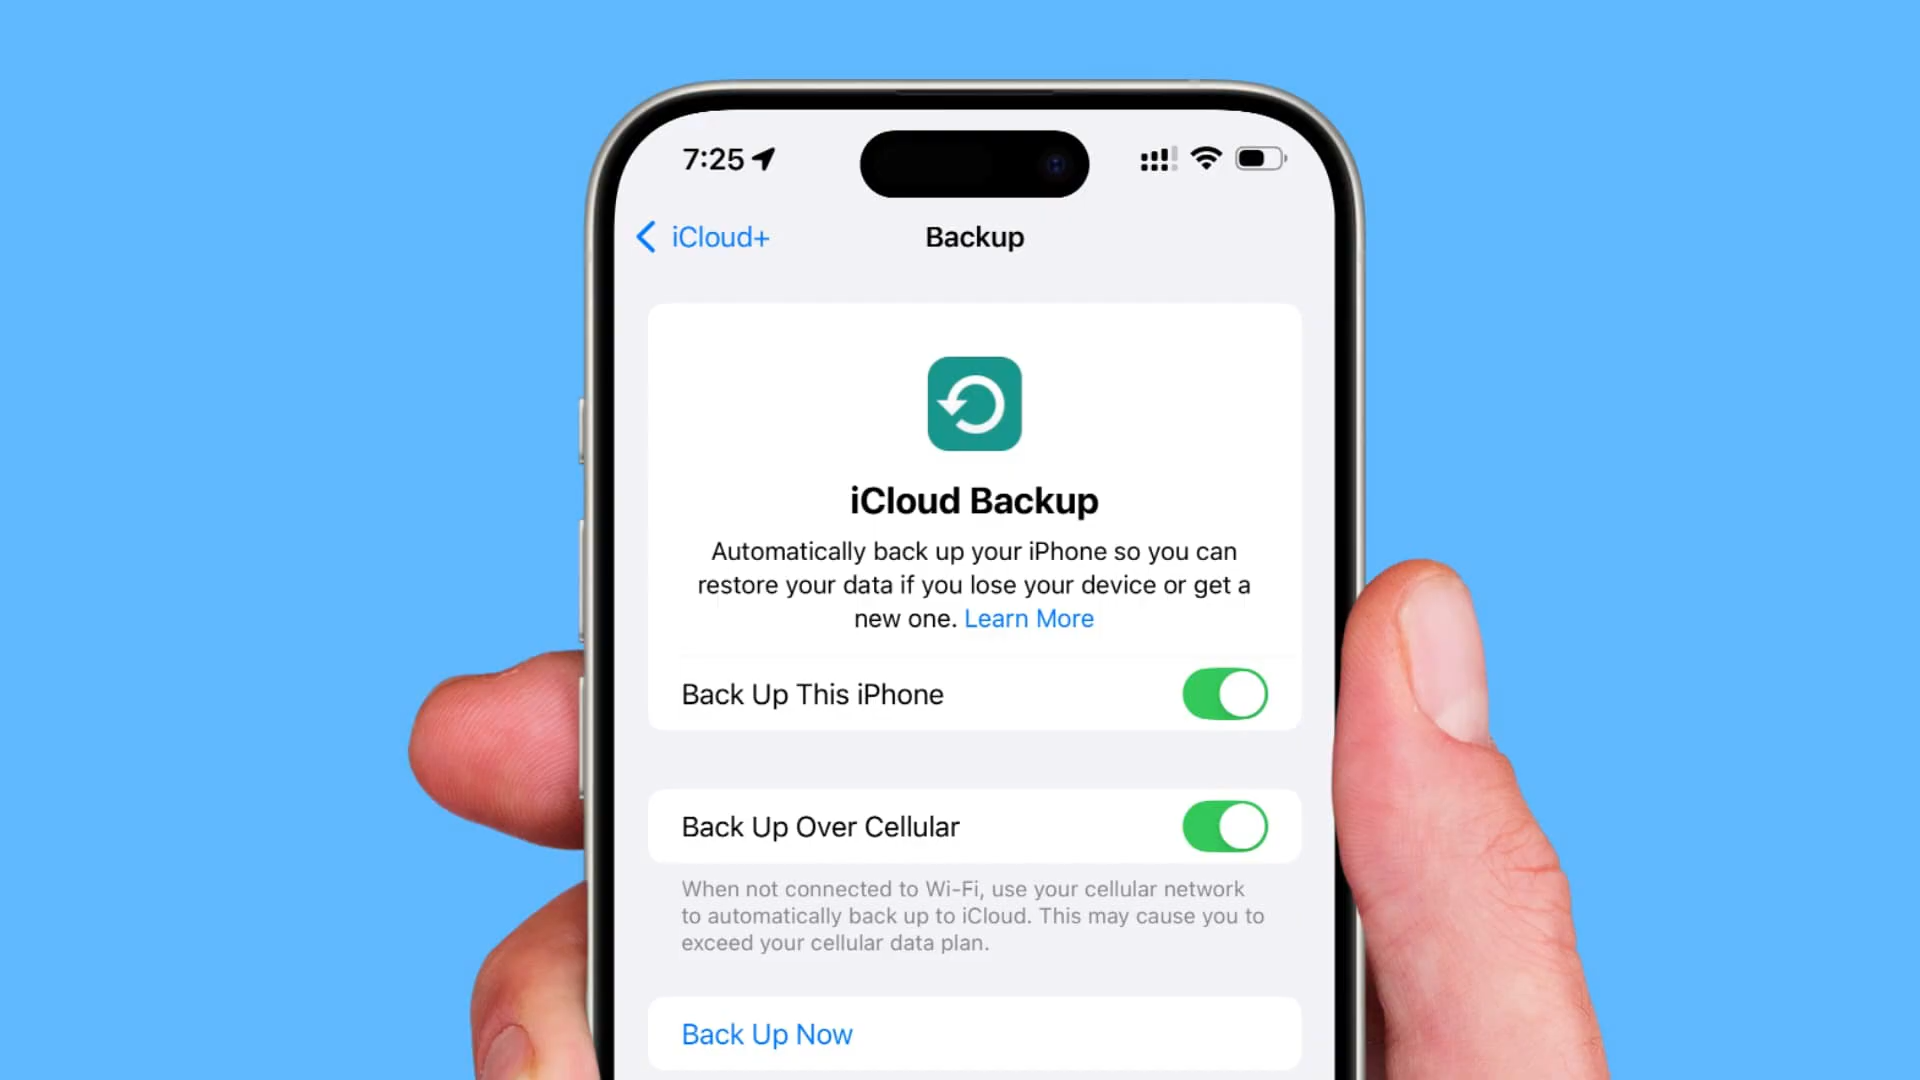 7:25
iCloud+
Backup
iCloud Backup
Automatically back up your iPhone so you can
restore your data if you lose your device or get a
new one. Learn More
Back Up This iPhone
Back Up Over Cellular
When not connected to Wi-Fi, use your cellular network
to automatically back up to iCloud. This may cause you to
exceed your cellular data plan.
Back Up Now